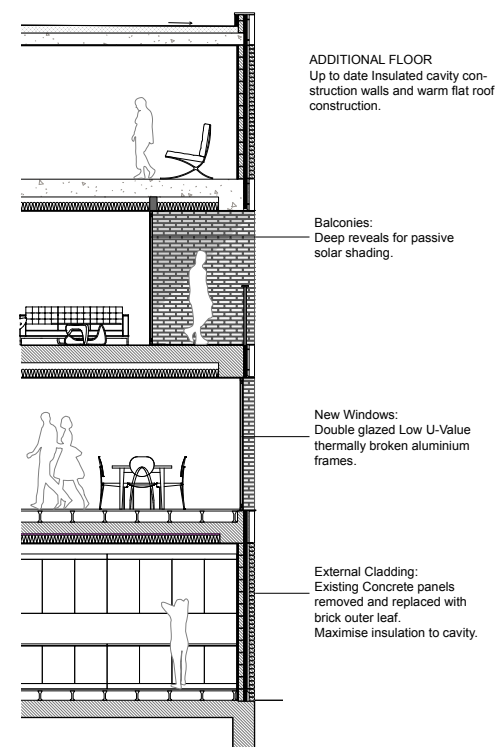 ADDITIONAL FLOOR
Up to date Insulated cavity con-
struction walls and warm flat roof
construction.
Balconies:
Deep reveals for passive
solar shading.
New Windows:
Double glazed Low U-Value
thermally broken aluminium
frames.
External Cladding:
Existing Concrete panels
removed and replaced with
brick outer leaf.
Maximise insulation to cavity.